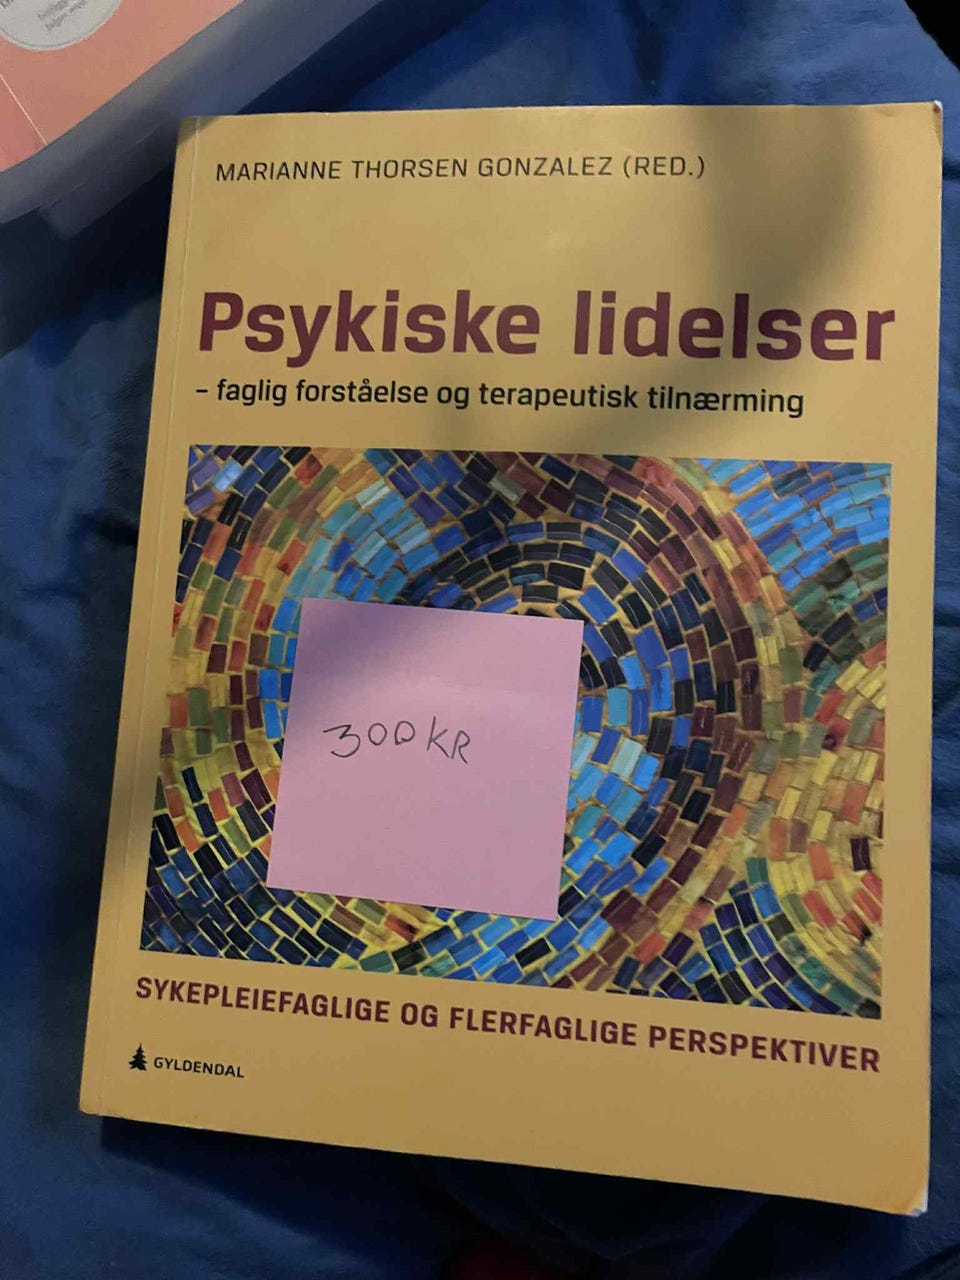 MARIANNE THORSEN GONZALEZ (RED.)
Psykiske lidelser
– faglig forståelse og terapeutisk tilnærming
300 KR
SYKEPLEIEFAGLIGE OG FLERFAGLIGE PERSPEKTIVER
GYLDENDAL